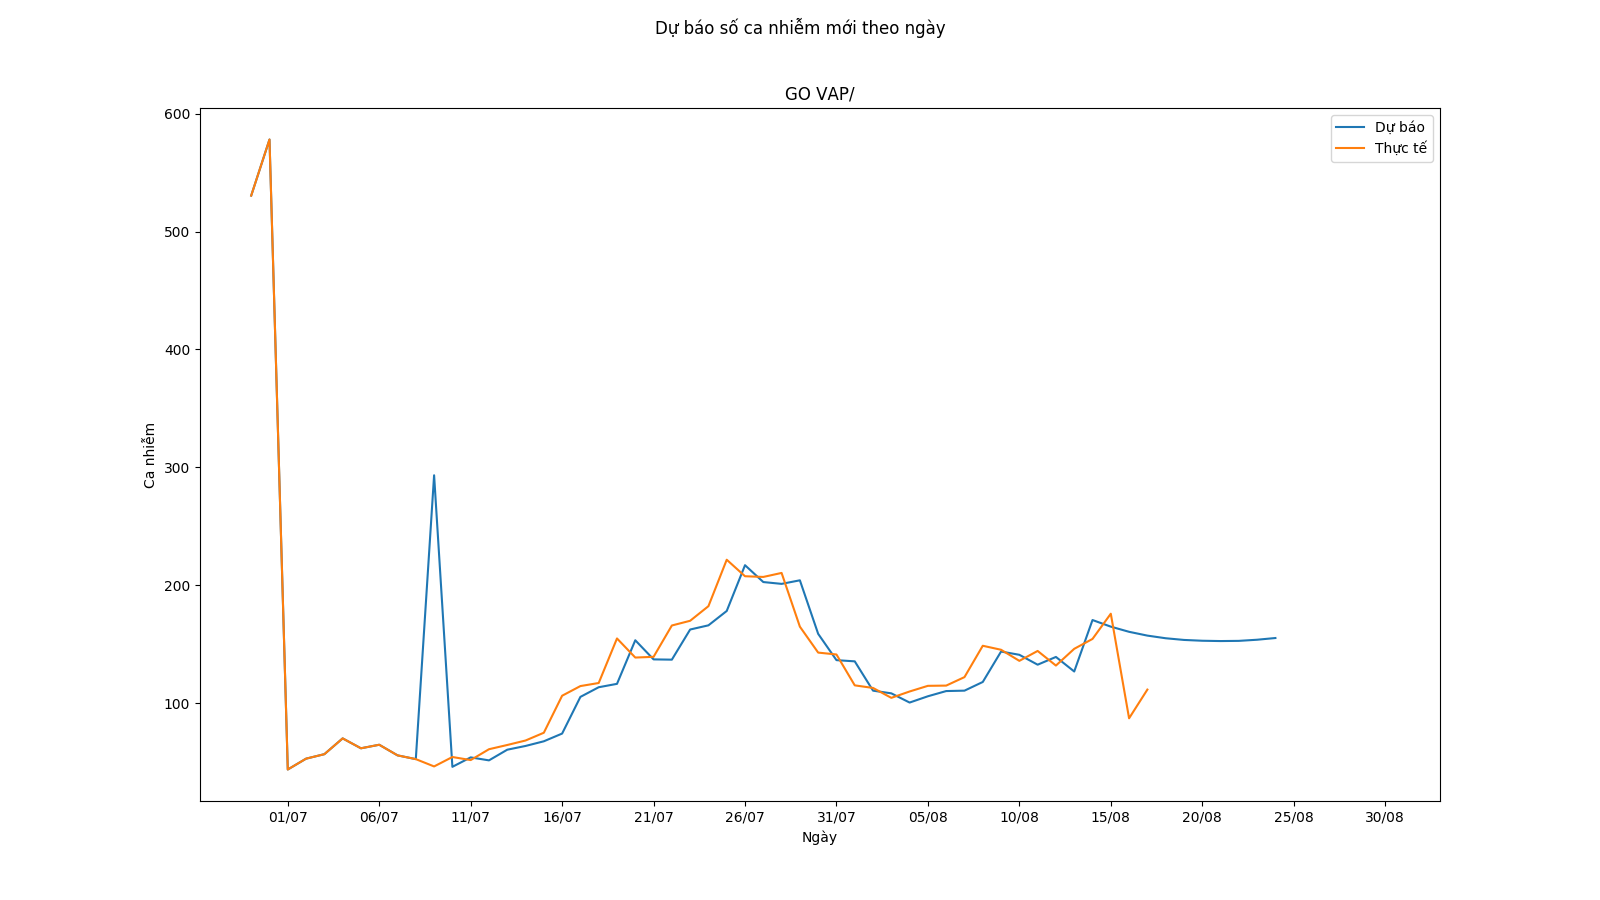 Dự báo số ca nhiễm mới theo ngày
GO VAP/
600
500
400
300
200
100
Ca nhiễm
Dự báo
Thực tế
01/07 06/07 11/07 16/07 21/07 26/07 31/07 05/08 10/08 15/08 20/08 25/08 30/08
Ngày